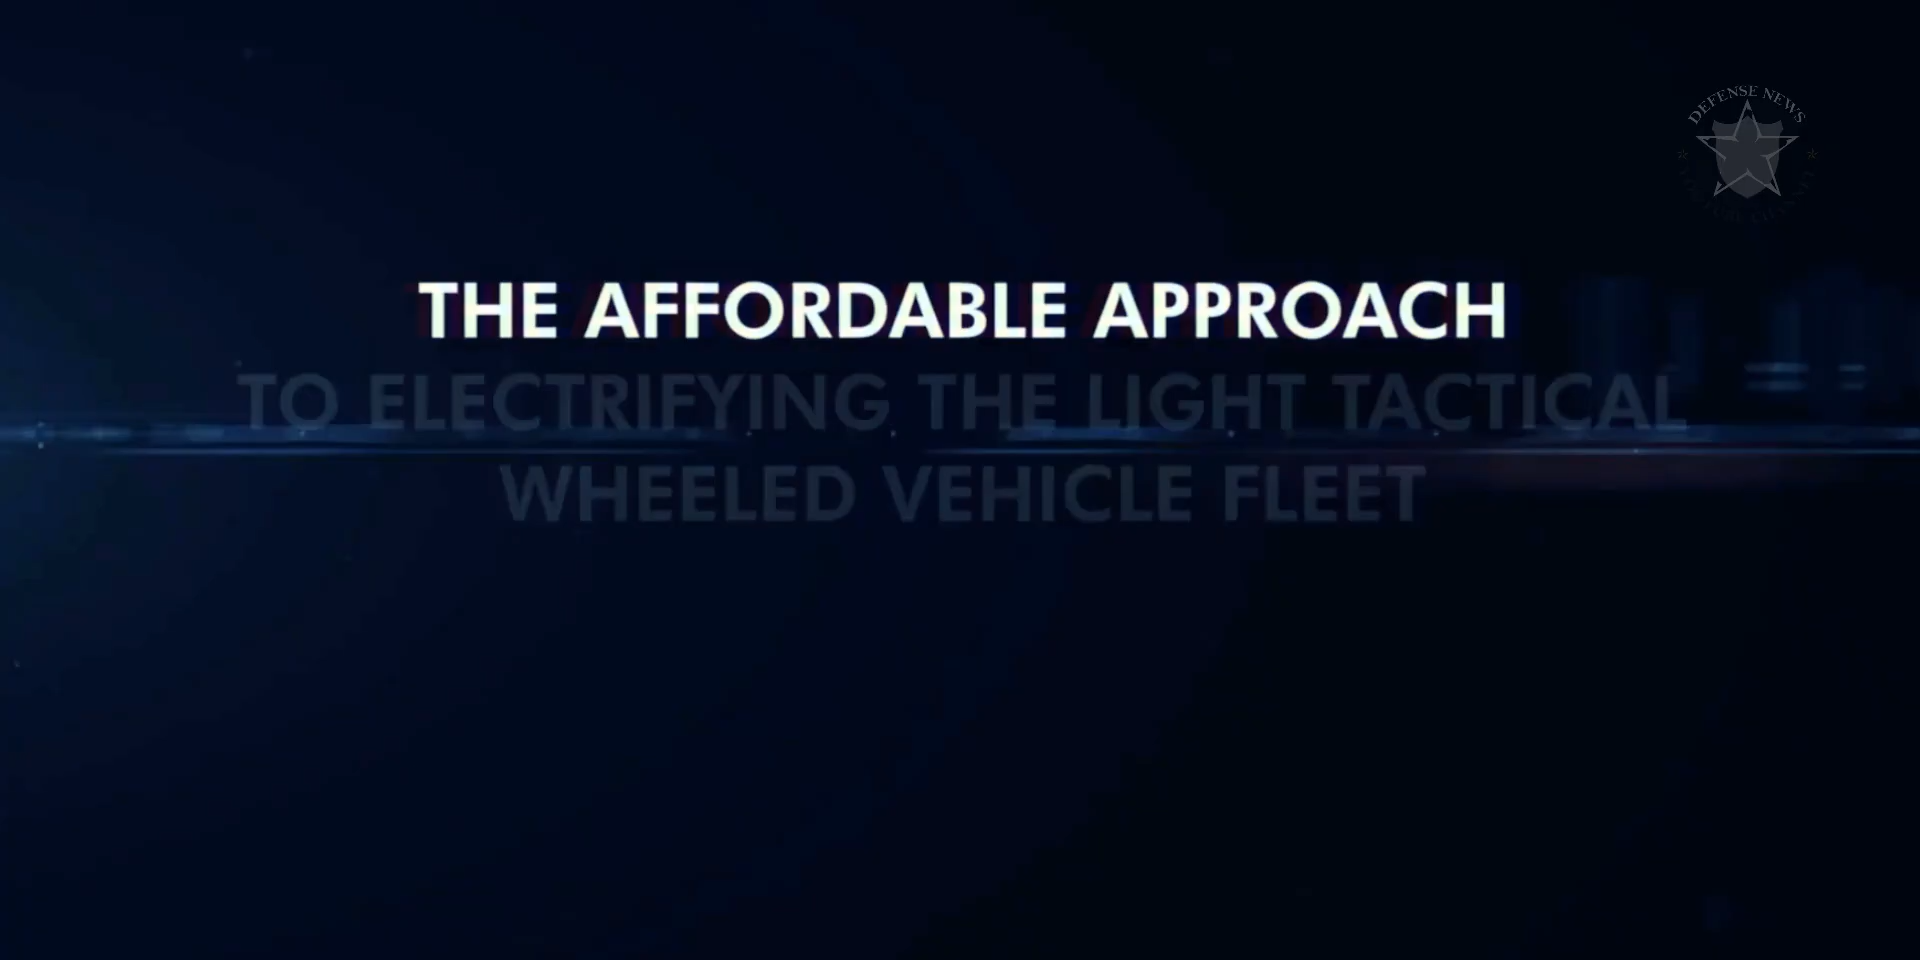 DEFENSE NEWS
THE AFFORDABLE APPROACH
TO ELECTRIFYING THE LIGHT TACTICAL
WHEELED VEHICLE FLEET